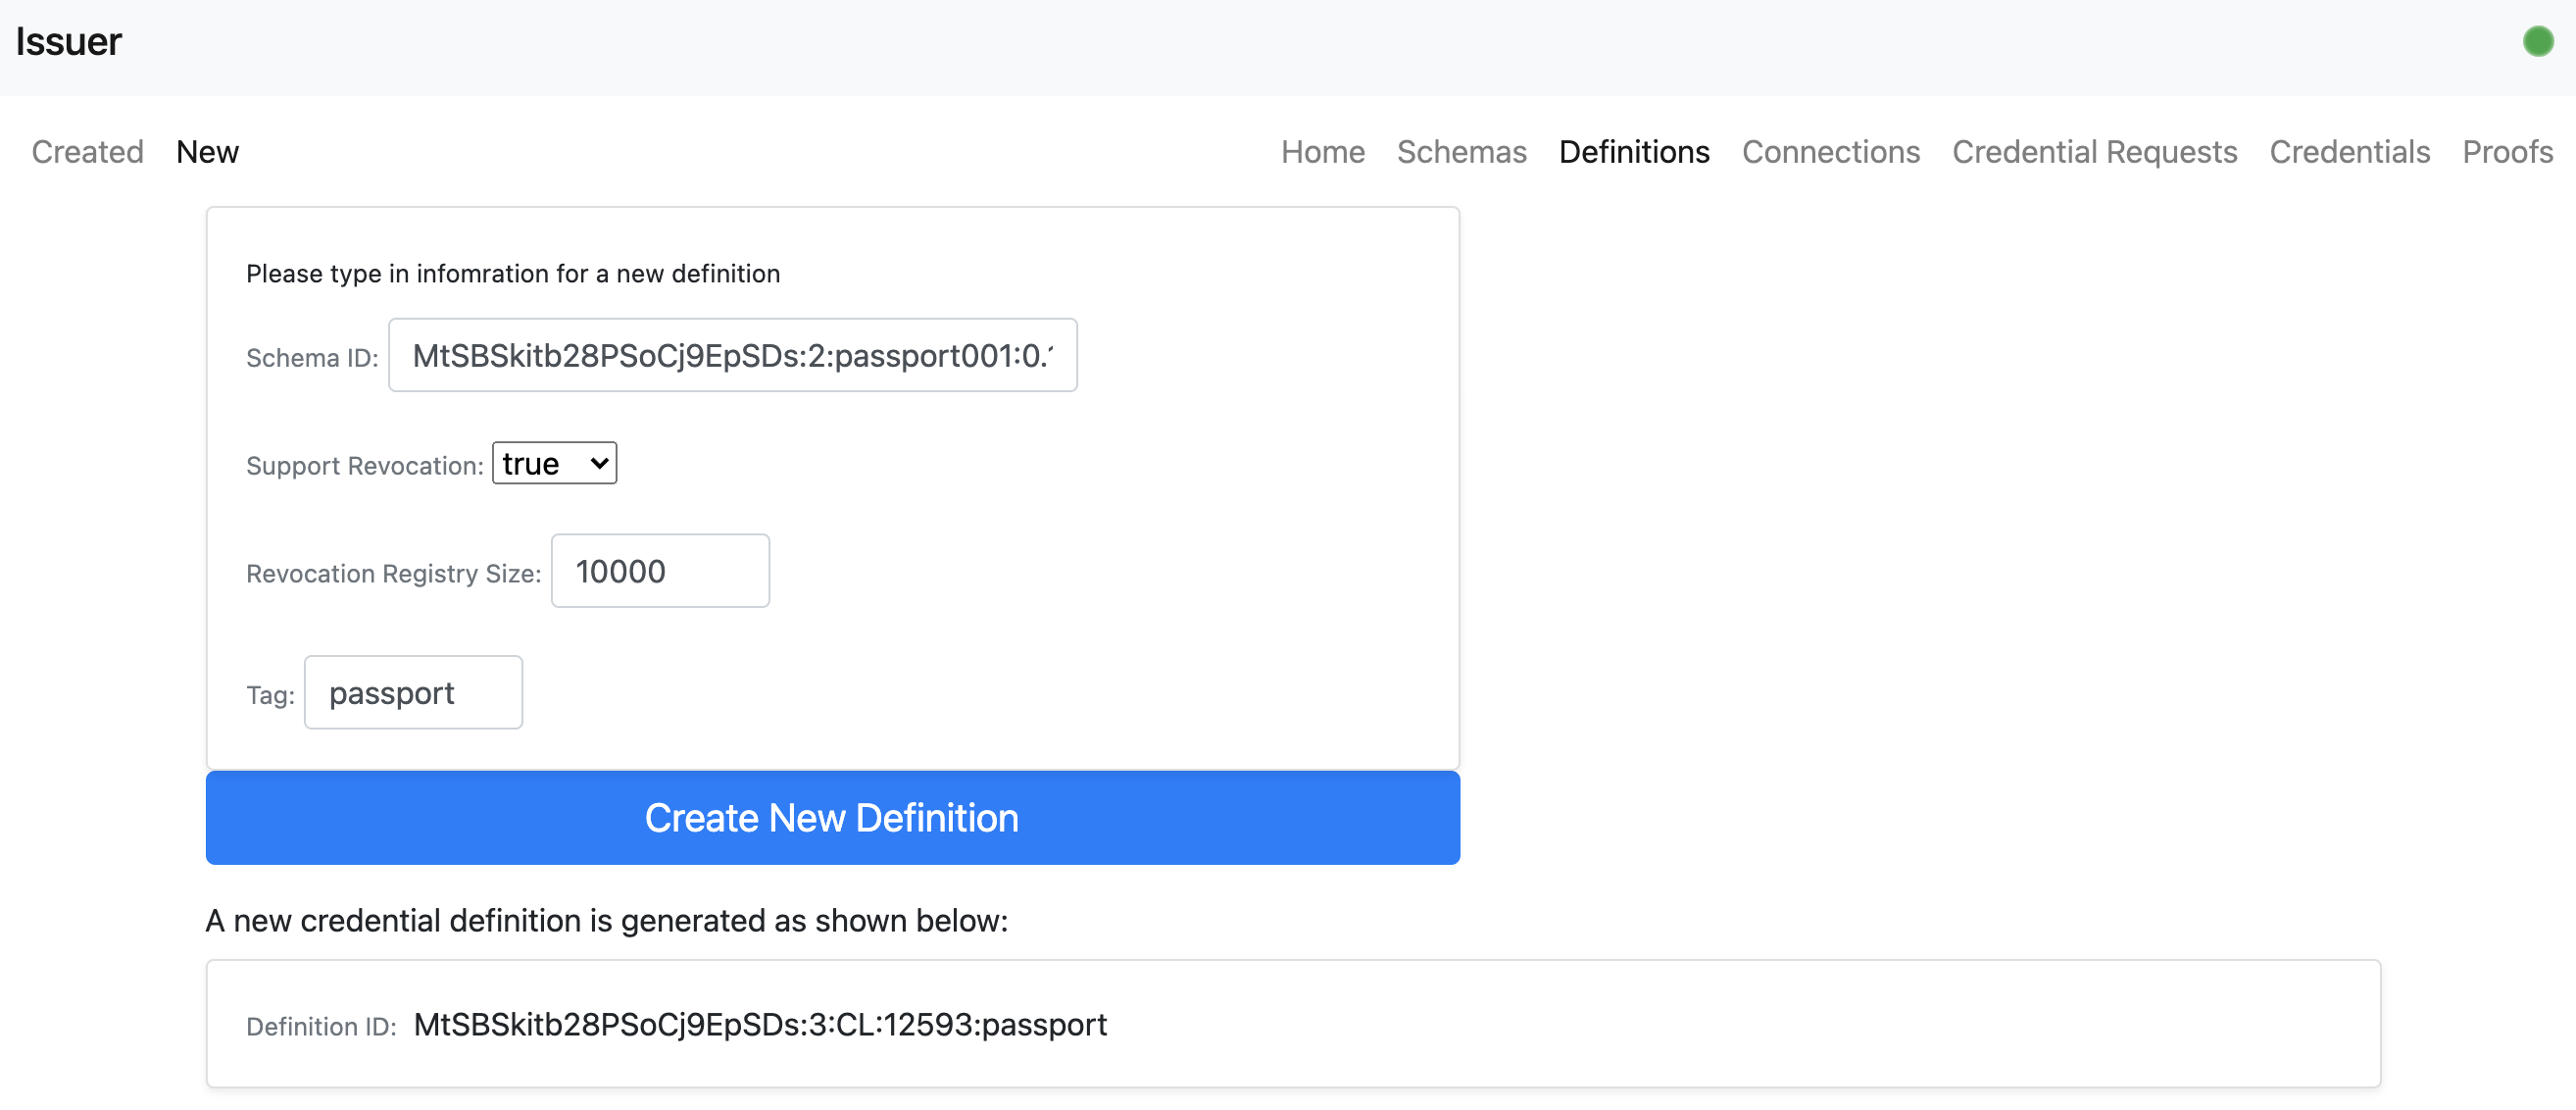 Issuer
Created New Home Schemas Definitions Connections Credential Requests Credentials Proofs
Please type in infomration for a new definition
Schema ID: MtSBSkitb28PSoCj9EpSDs:2:passport001:0.
Support Revocation: true
Revocation Registry Size: 10000
Tag: passport
Create New Definition
A new credential definition is generated as shown below:
Definition ID: MtSBSkitb28PSoCj9EpSDs:3:CL:12593:passport